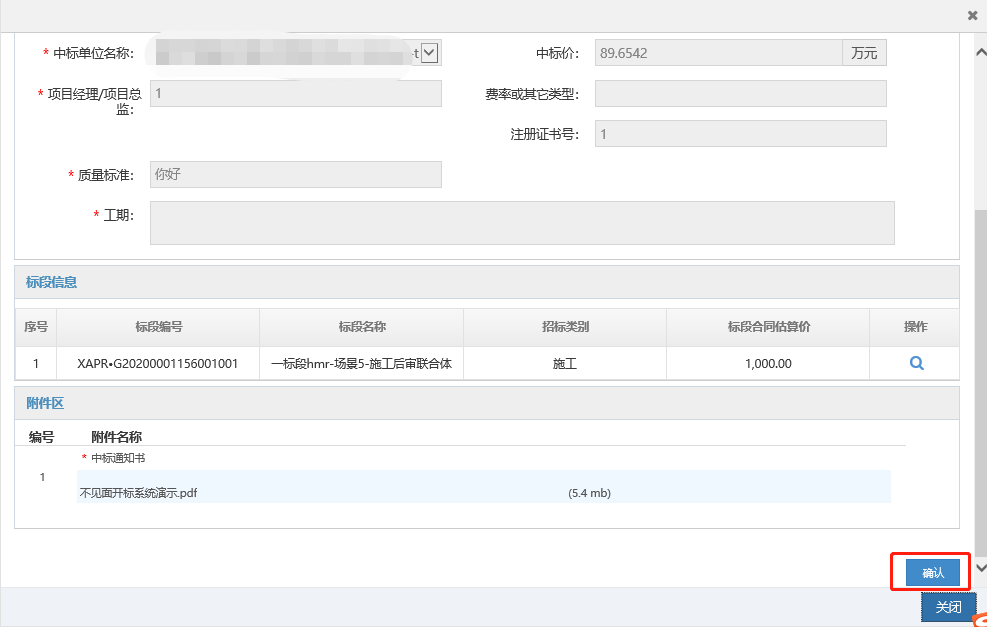 * 中标单位名称: t 中标价: 89.6542 万元
* 项目经理/项目总监: 1 费率或其它类型:
注册证书号: 1
* 质量标准: 你好
* 工期:
标段信息
序号 标段编号 标段名称 招标类别 标段合同估算价 操作
1 XAPR•G20200001156001001 一标段hmr-场景5-施工后审联合体 施工 1,000.00
附件区
编号 附件名称
* 中标通知书
1
不见面开标系统演示.pdf (5.4 mb)
确认
关闭